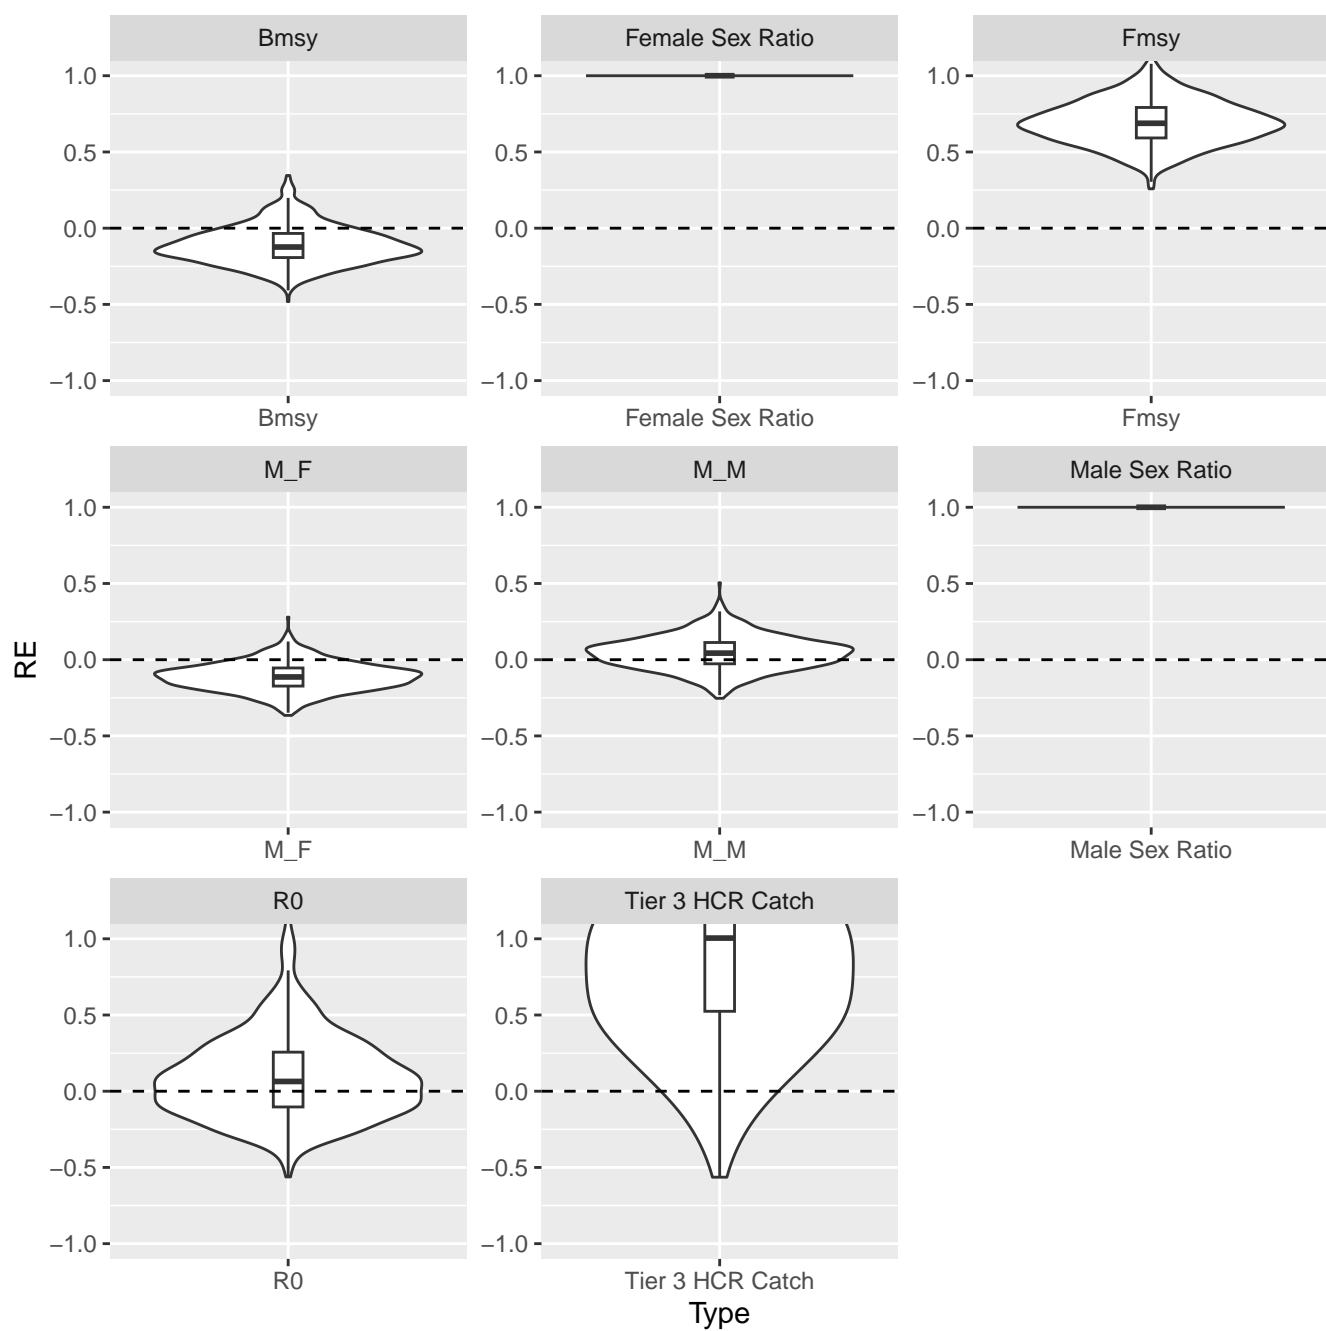 Bmsy Female Sex Ratio Fmsy
1.0 1.0 1.0
0.5 0.5 0.5
0.0 0.0 0.0
−0.5 −0.5 −0.5
−1.0 −1.0 −1.0
Bmsy Female Sex Ratio Fmsy
M_F M_M Male Sex Ratio
1.0 1.0 1.0
0.5 0.5 0.5
RE
0.0 0.0 0.0
−0.5 −0.5 −0.5
−1.0 −1.0 −1.0
M_F M_M Male Sex Ratio
R0 Tier 3 HCR Catch
1.0 1.0
0.5 0.5
0.0 0.0
−0.5 −0.5
−1.0 −1.0
R0 Tier 3 HCR Catch
Type